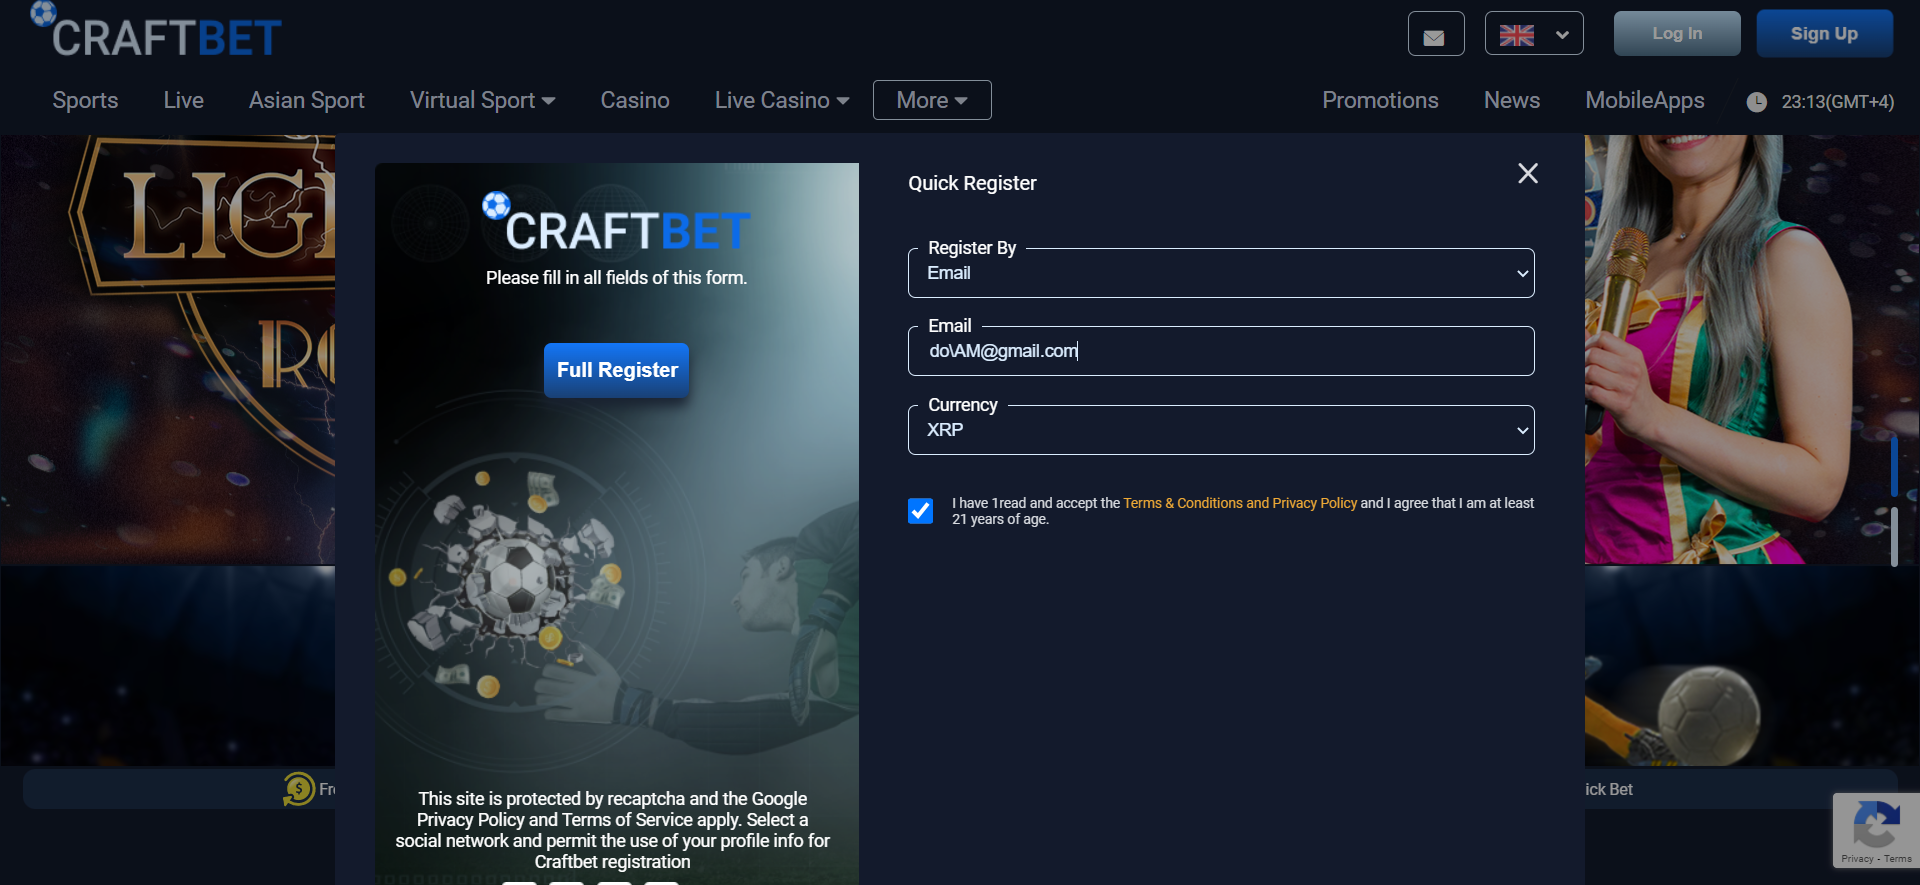 CRAFTBET
Log In
Sign Up
Sports
Live
Asian Sport
Virtual Sport
Casino
Live Casino
More
Promotions
News
MobileApps
23:13(GMT+4)
LIG
RO
CRAFTBET
Please fill in all fields of this form.
Full Register
This site is protected by recaptcha and the Google
Privacy Policy and Terms of Service apply. Select a
social network and permit the use of your profile info for
Craftbet registration
Quick Register
Register By
Email
Email
do\AM@gmail.com
Currency
XRP
I have 1read and accept the Terms & Conditions and Privacy Policy and I agree that I am at least
21 years of age.
Fre
ick Bet
Privacy - Terms